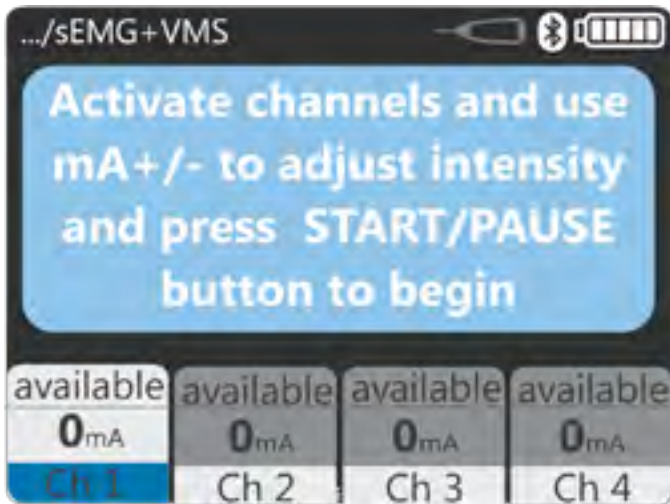 .../sEMG+VMS
Activate channels and use
mA+/- to adjust intensity
and press START/PAUSE
button to begin
available available available available
0mA 0mA 0mA 0mA
Ch 1 Ch 2 Ch 3 Ch 4